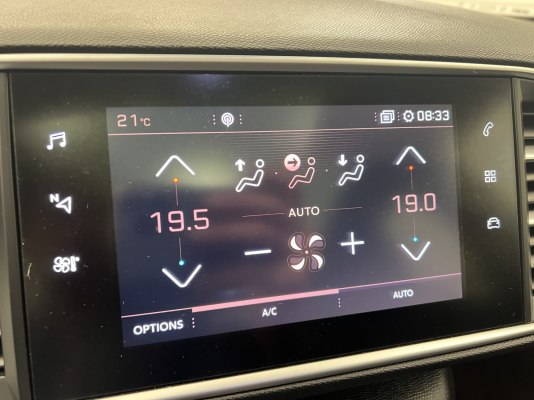 21°C 08:33
19.5 AUTO 19.0
N
OPTIONS A/C AUTO